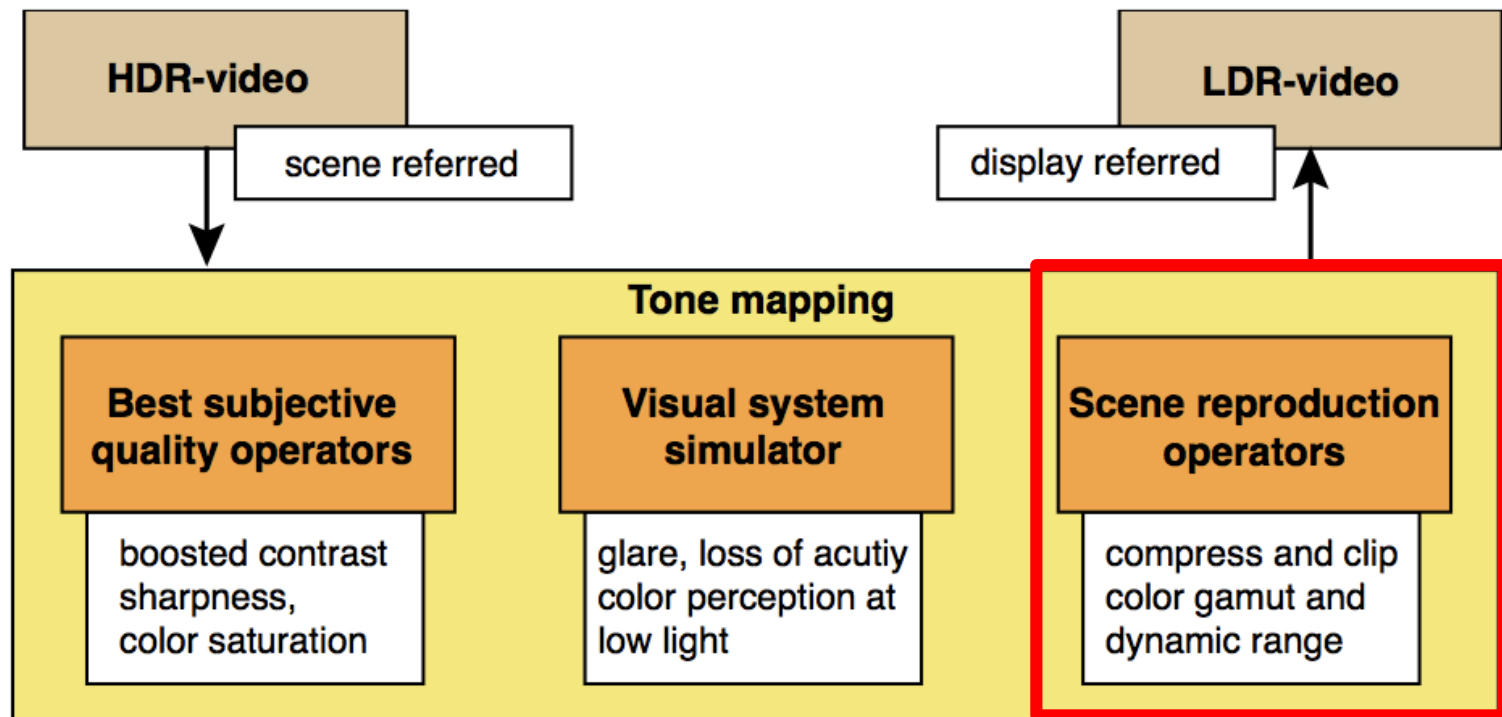 HDR-video
scene referred
LDR-video
display referred
Tone mapping
Best subjective
quality operators
boosted contrast
sharpness,
color saturation
Visual system
simulator
glare, loss of acutiy
color perception at
low light
Scene reproduction
operators
compress and clip
color gamut and
dynamic range